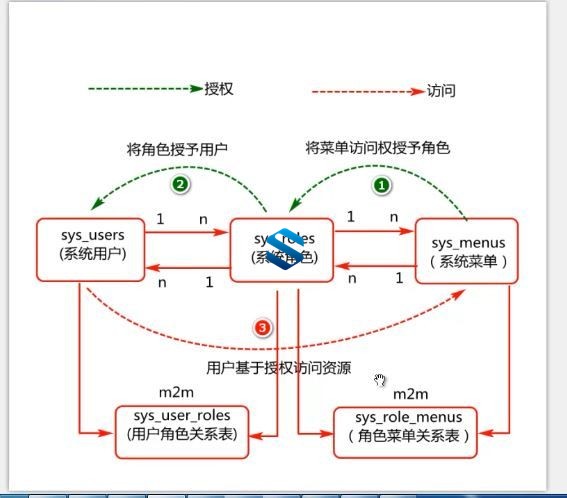 授权
访问
将角色授予用户
将菜单访问权授予角色
2
1
1 n
1 n
sys_users
(系统用户)
sys_roles
(系统角色)
sys_menus
(系统菜单)
n 1
n 1
3
用户基于授权访问资源
m2m
m2m
sys_user_roles
(用户角色关系表)
sys_role_menus
(角色菜单关系表)